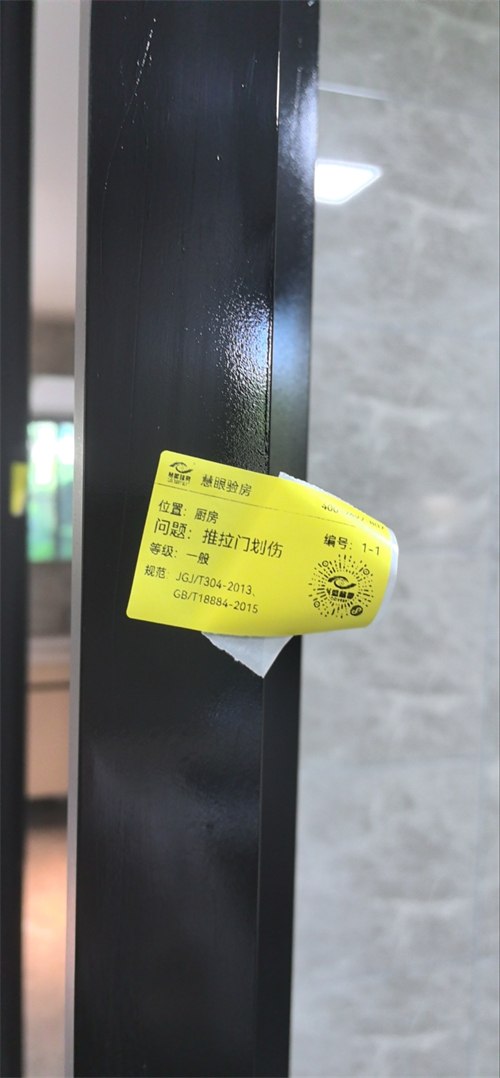 慧眼验房
位置：厨房
问题：推拉门划伤
编号：1-1
等级：一般
规范：JGJ/T304-2013、
GB/T18884-2015